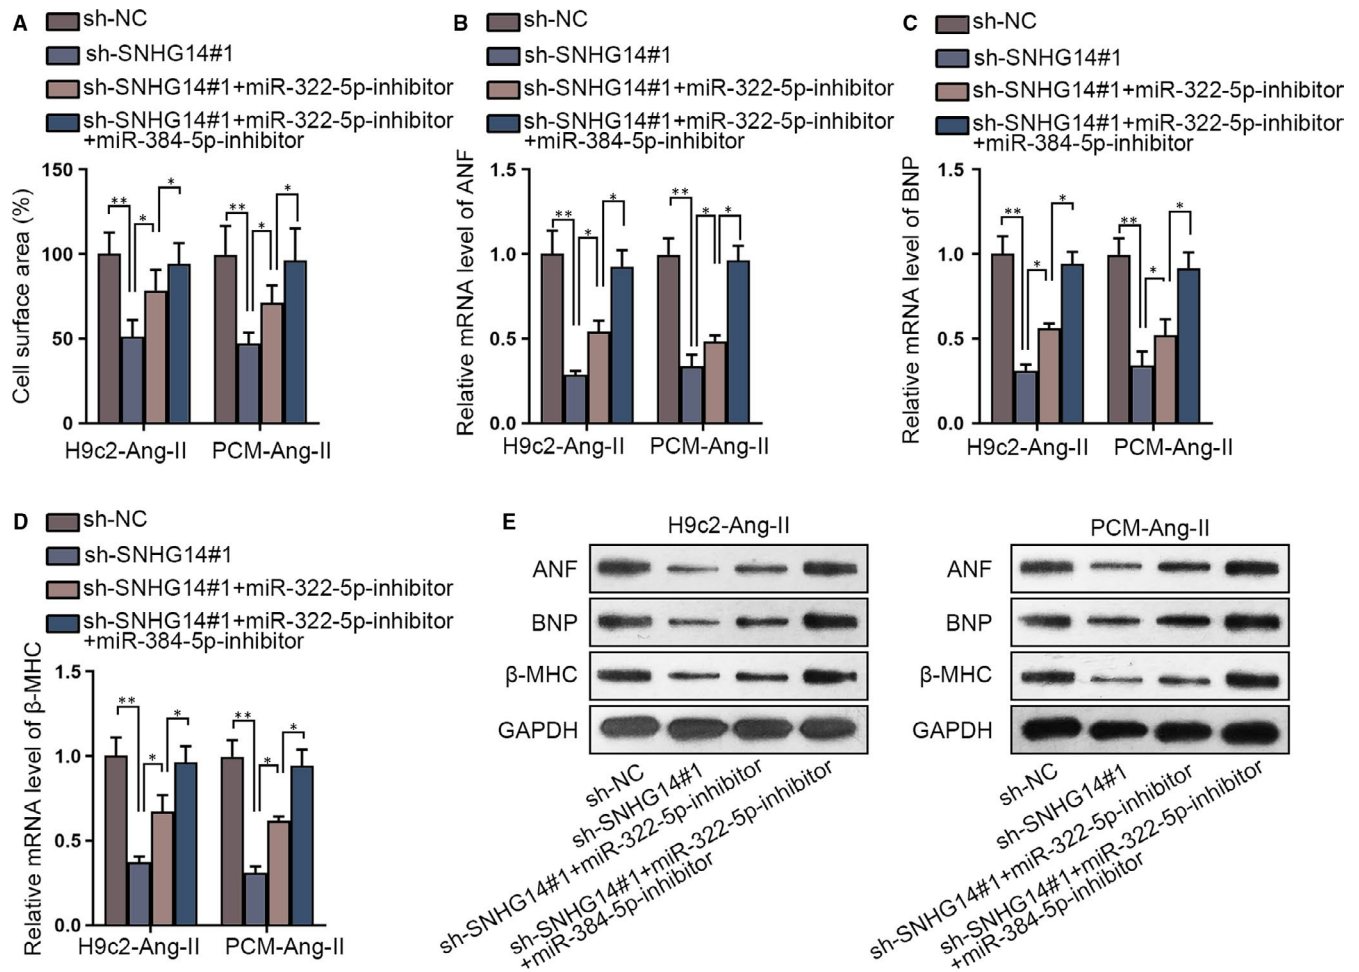 A
sh-NC
sh-SNHG14#1
sh-SNHG14#1+miR-322-5p-inhibitor
sh-SNHG14#1+miR-322-5p-inhibitor
+miR-384-5p-inhibitor
Cell surface area (%)
150
100
50
0
** * *
** * *
H9c2-Ang-II PCM-Ang-II
B
sh-NC
sh-SNHG14#1
sh-SNHG14#1+miR-322-5p-inhibitor
sh-SNHG14#1+miR-322-5p-inhibitor
+miR-384-5p-inhibitor
Relative mRNA level of ANF
1.5
1.0
0.5
0.0
** * *
** * *
H9c2-Ang-II PCM-Ang-II
C
sh-NC
sh-SNHG14#1
sh-SNHG14#1+miR-322-5p-inhibitor
sh-SNHG14#1+miR-322-5p-inhibitor
+miR-384-5p-inhibitor
Relative mRNA level of BNP
1.5
1.0
0.5
0.0
** * *
** * *
H9c2-Ang-II PCM-Ang-II
D
sh-NC
sh-SNHG14#1
sh-SNHG14#1+miR-322-5p-inhibitor
sh-SNHG14#1+miR-322-5p-inhibitor
+miR-384-5p-inhibitor
Relative mRNA level of β-MHC
1.5
1.0
0.5
0.0
** * *
** * *
H9c2-Ang-II PCM-Ang-II
E
H9c2-Ang-II
ANF
BNP
β-MHC
GAPDH
sh-NC
sh-SNHG14#1
sh-SNHG14#1+miR-322-5p-inhibitor
sh-SNHG14#1+miR-322-5p-inhibitor
+miR-384-5p-inhibitor
PCM-Ang-II
ANF
BNP
β-MHC
GAPDH
sh-NC
sh-SNHG14#1
sh-SNHG14#1+miR-322-5p-inhibitor
sh-SNHG14#1+miR-322-5p-inhibitor
+miR-384-5p-inhibitor